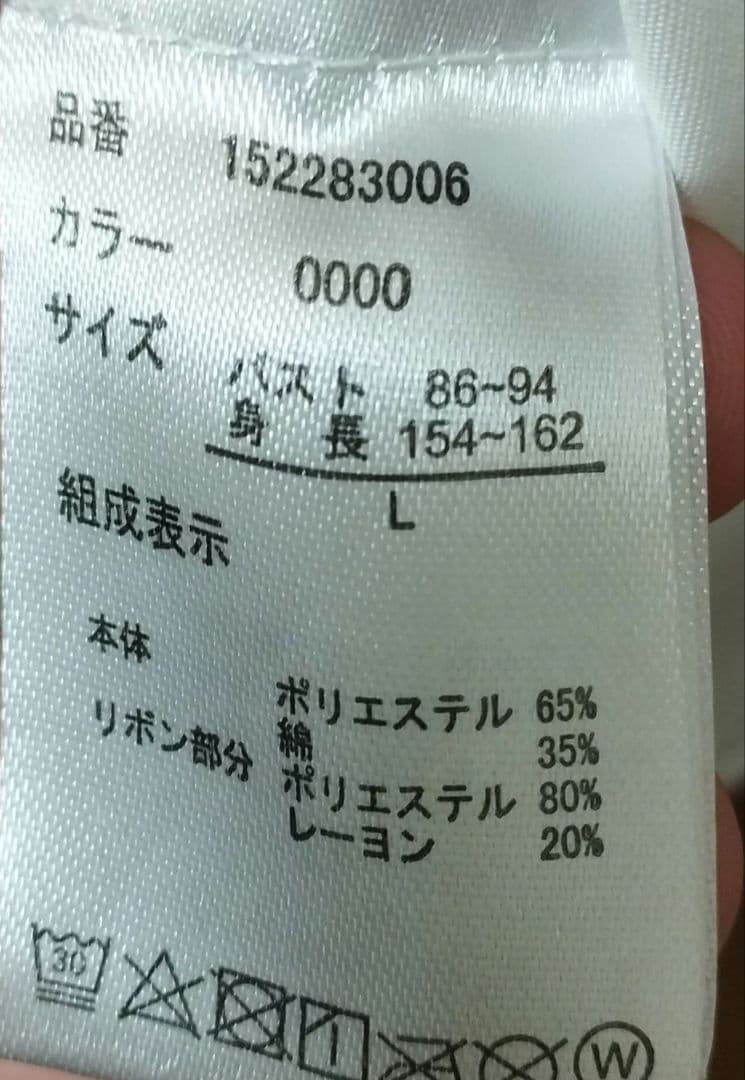 品番 152283006
カラー 0000
サイズ バスト 86~94
身長 154~162
L
組成表示
本体 ポリエステル 65%
綿 35%
リボン部分 ポリエステル 80%
レーヨン 20%
30
W